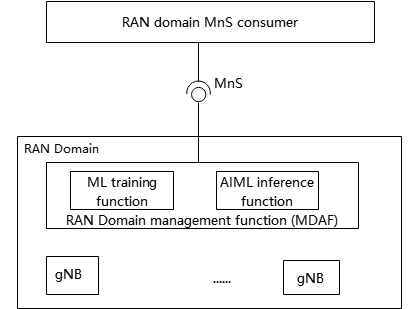 RAN domain MnS consumer
MnS
RAN Domain
ML training
function
AIML inference
function
RAN Domain management function (MDAF)
gNB
......
gNB